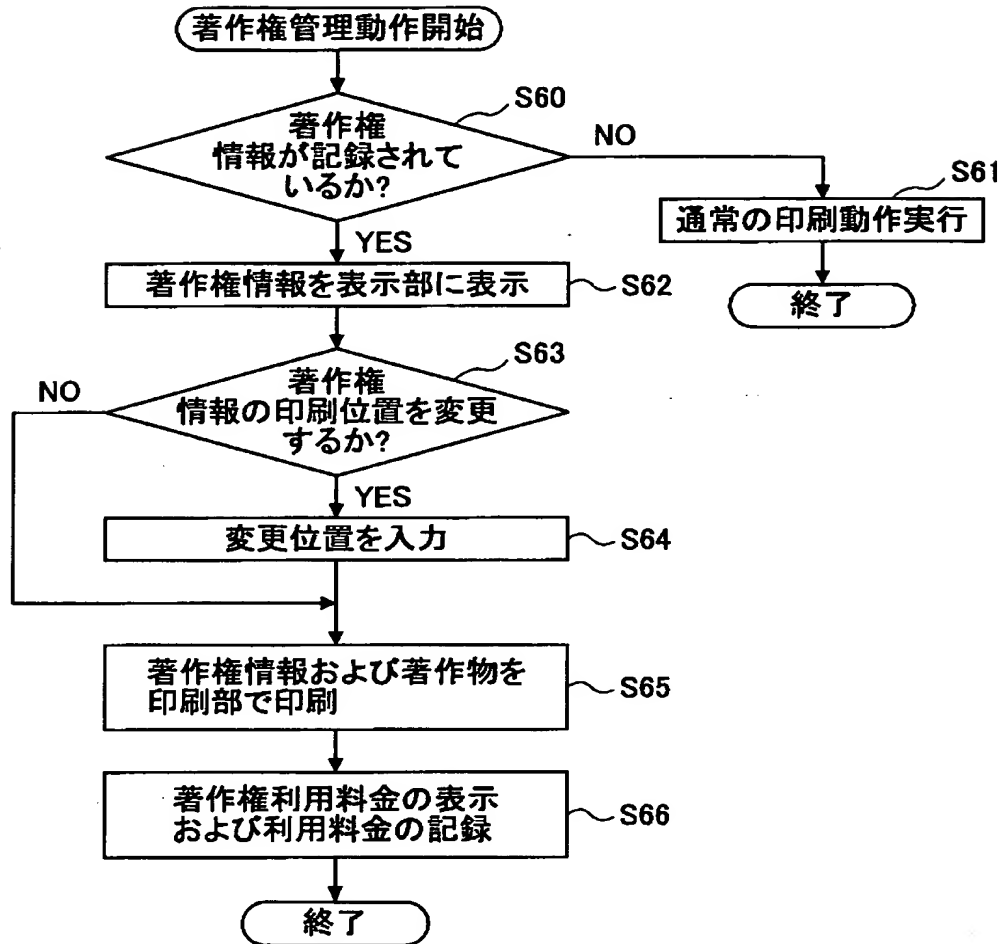 著作権管理動作開始
S60
著作権
情報が記録されて
いるか?
NO
S61
通常の印刷動作実行
終了
YES
著作権情報を表示部に表示
S62
S63
著作権
情報の印刷位置を変更
するか?
NO
YES
変更位置を入力
S64
著作権情報および著作物を
印刷部で印刷
S65
著作権利用料金の表示
および利用料金の記録
S66
終了